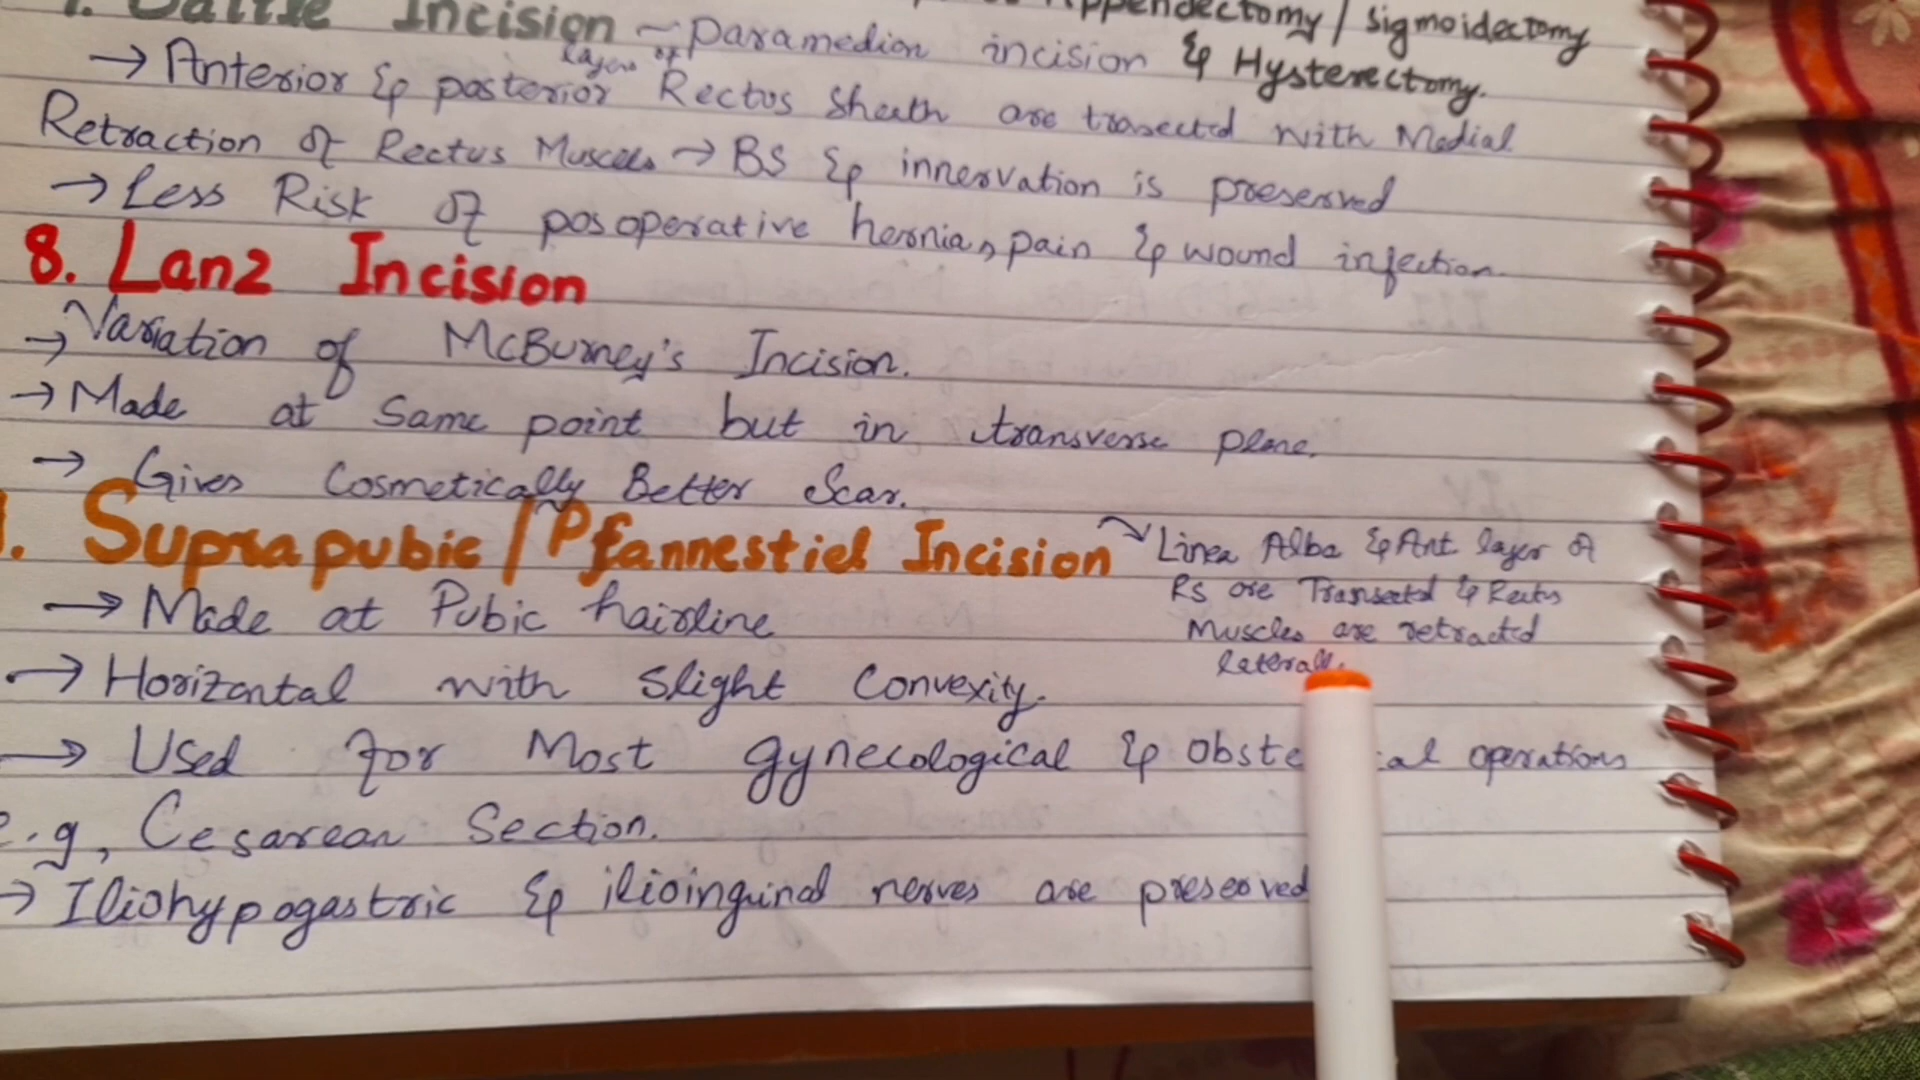 Battle Incision ~ paramedian incision & Hysterectomy.
Appendectomy / sigmoidectomy
→ Anterior & posterior layers of Rectus Sheath are trasected with Medial
Retraction of Rectus Muscles → BS & innervation is preserved
→ Less Risk of posoperative hernia, pain & wound infection.
8. Lanz Incision
→ Variation of McBurney's Incision.
→ Made at Same point but in transverse plane.
→ Gives Cosmetically Better Scar.
Suprapubic / Pfannestiel Incision
Linea Alba & Ant. layer of
RS are Transected & Rectus
Muscles are retracted
laterally.
→ Made at Pubic hairline
→ Horizontal with Slight Convexity.
→ Used for Most gynecological & Obste al operations
e.g, Cesarean Section.
→ Iliohypogastric & ilioinguinal nerves are preserved